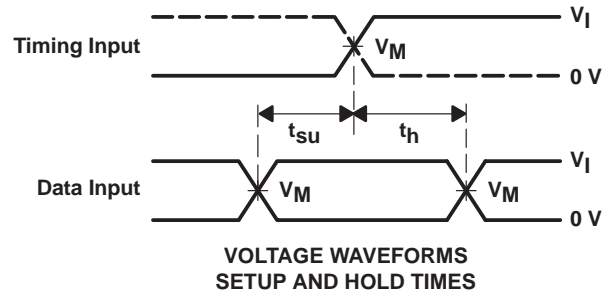 V_I
Timing Input
V_M
0 V
t_su
t_h
V_I
Data Input
V_M
V_M
0 V
VOLTAGE WAVEFORMS
SETUP AND HOLD TIMES